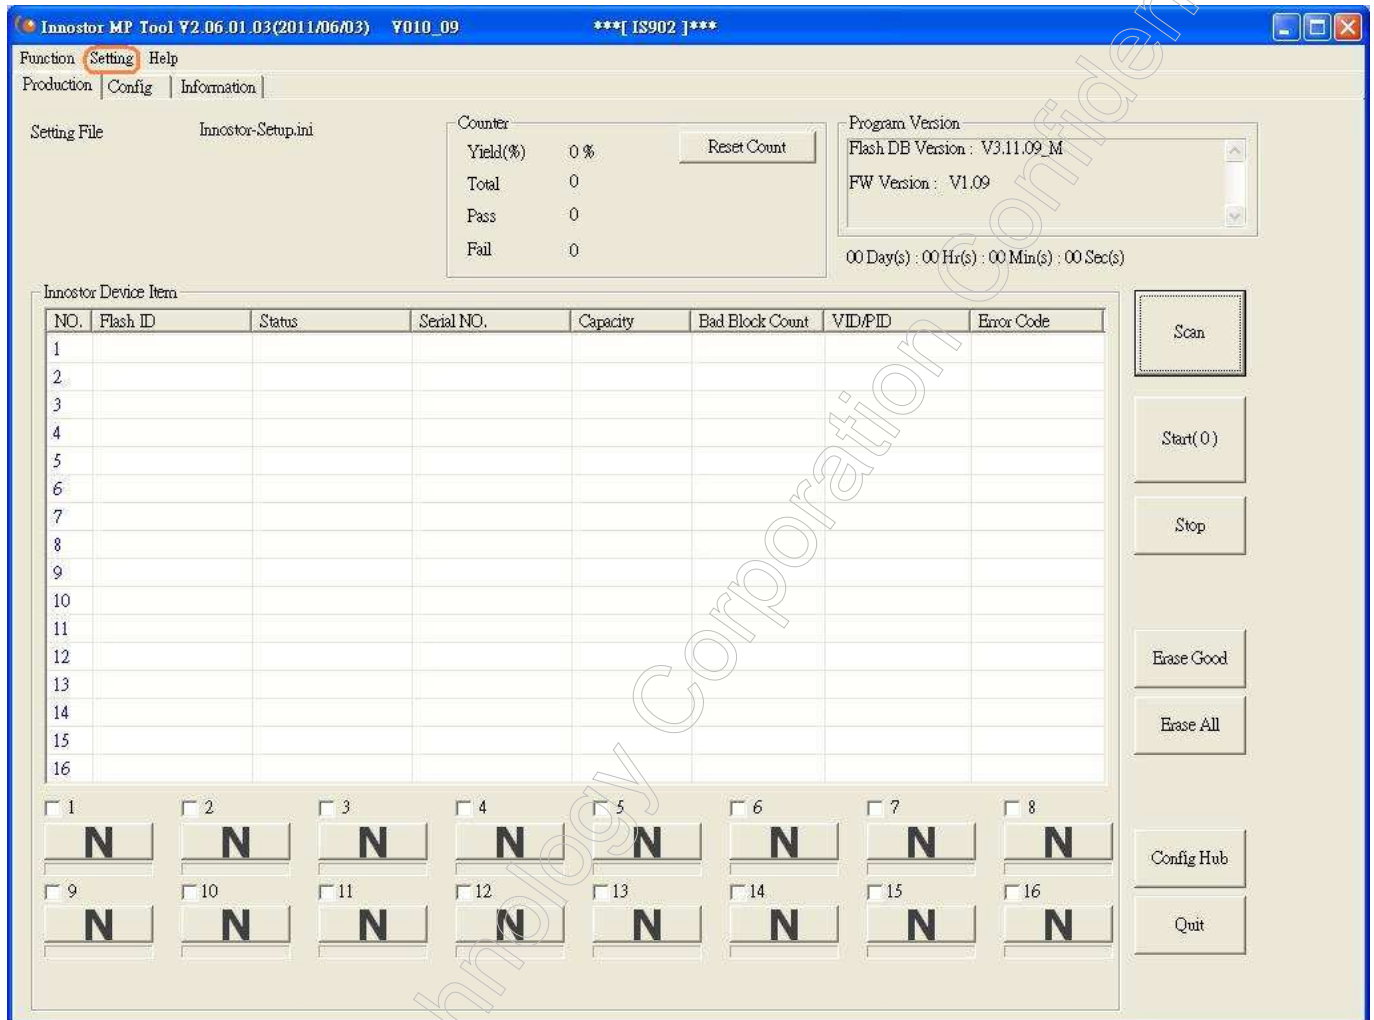 Innostor MP Tool V2.06.01.03(2011/06/03) V010_09 ***[ IS902 ]***
Function Setting Help
Production Config Information
Setting File Innostor-Setup.ini
Counter
Yield(%) 0 %
Total 0
Pass 0
Fail 0
Reset Count
Program Version
Flash DB Version : V3.11.09_M
FW Version : V1.09
00 Day(s) : 00 Hr(s) : 00 Min(s) : 00 Sec(s)
Innostor Device Item
NO. Flash ID Status Serial NO. Capacity Bad Block Count VID/PID Error Code
1
2
3
4
5
6
7
8
9
10
11
12
13
14
15
16
Scan
Start( 0 )
Stop
Erase Good
Erase All
Config Hub
Quit
1 2 3 4 5 6 7 8
N N N N N N N N
9 10 11 12 13 14 15 16
N N N N N N N N
hnology Corporation Confiden